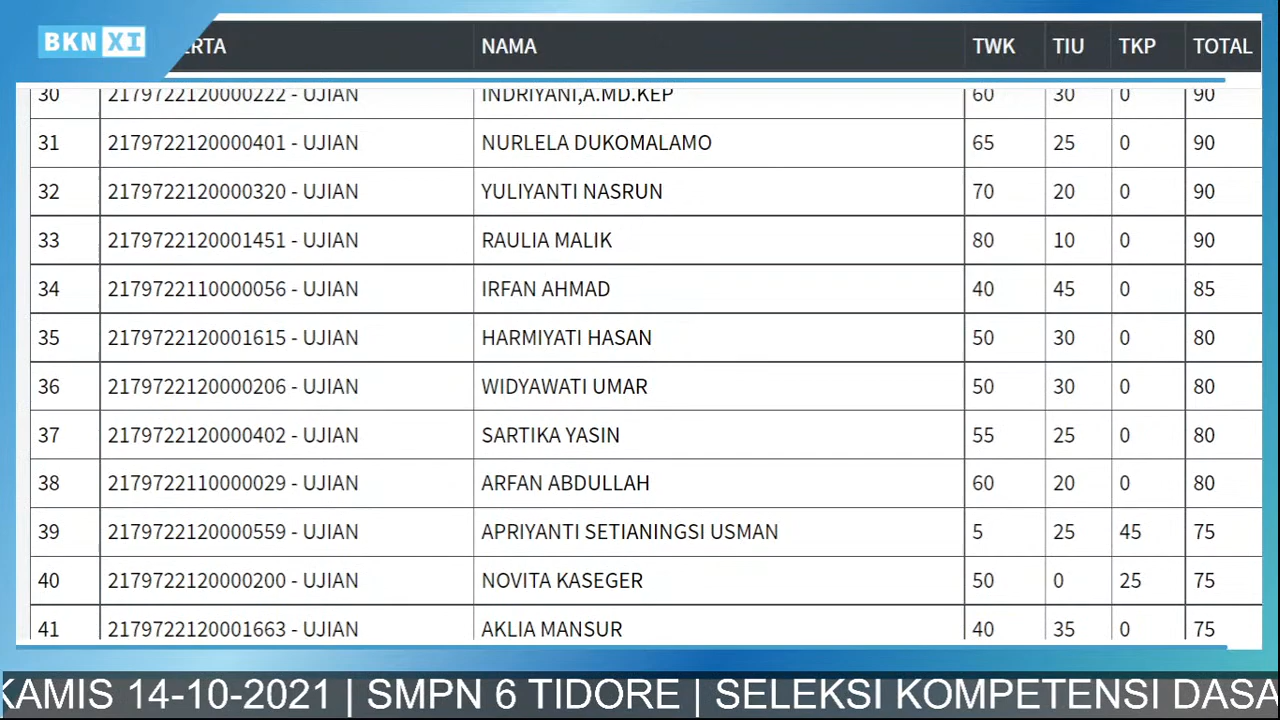 BKN XI
ERTA NAMA TWK TIU TKP TOTAL
30 2179722120000222 - UJIAN INDRIYANI,A.MD.KEP 60 30 0 90
31 2179722120000401 - UJIAN NURLELA DUKOMALAMO 65 25 0 90
32 2179722120000320 - UJIAN YULIYANTI NASRUN 70 20 0 90
33 2179722120001451 - UJIAN RAULIA MALIK 80 10 0 90
34 2179722110000056 - UJIAN IRFAN AHMAD 40 45 0 85
35 2179722120001615 - UJIAN HARMIYATI HASAN 50 30 0 80
36 2179722120000206 - UJIAN WIDYAWATI UMAR 50 30 0 80
37 2179722120000402 - UJIAN SARTIKA YASIN 55 25 0 80
38 2179722110000029 - UJIAN ARFAN ABDULLAH 60 20 0 80
39 2179722120000559 - UJIAN APRIYANTI SETIANINGSI USMAN 5 25 45 75
40 2179722120000200 - UJIAN NOVITA KASEGER 50 0 25 75
41 2179722120001663 - UJIAN AKLIA MANSUR 40 35 0 75
KAMIS 14-10-2021 | SMPN 6 TIDORE | SELEKSI KOMPETENSI DASA